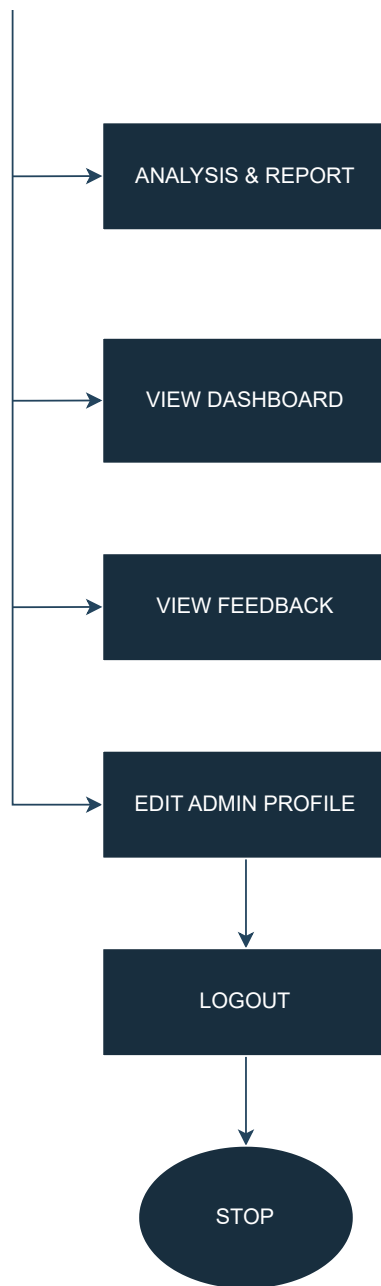 ANALYSIS & REPORT
VIEW DASHBOARD
VIEW FEEDBACK
EDIT ADMIN PROFILE
LOGOUT
STOP